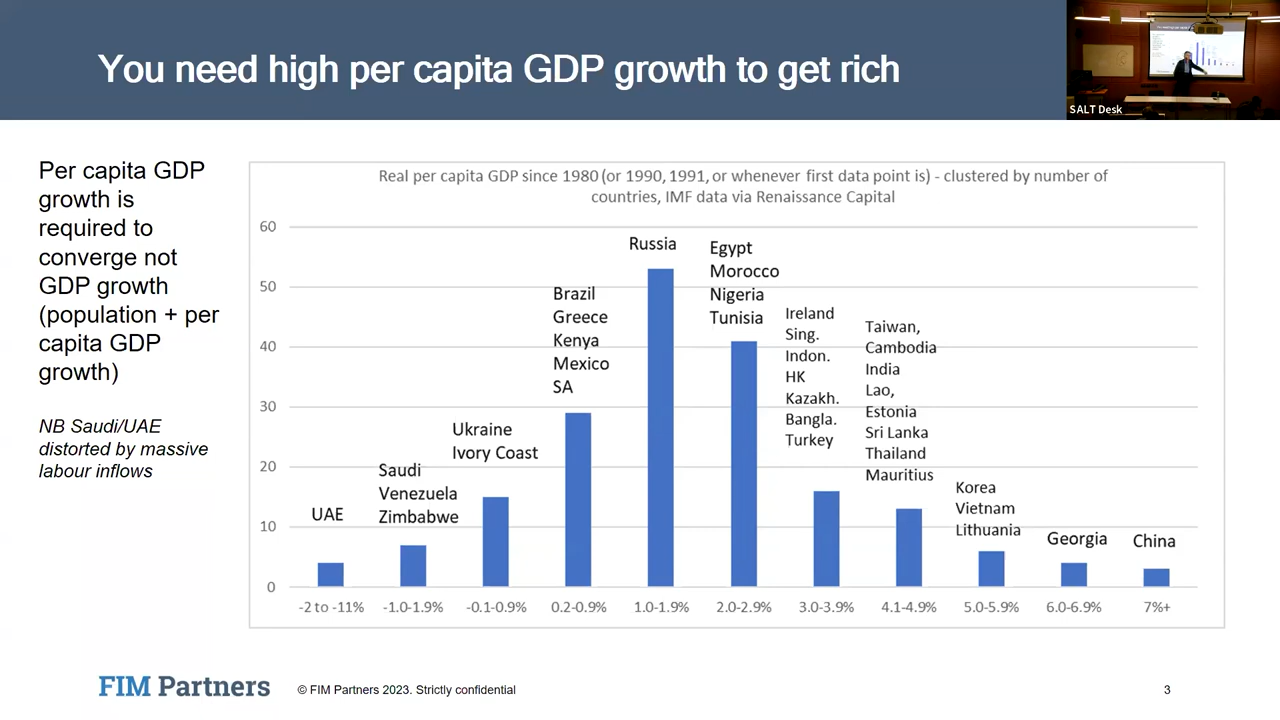 You need high per capita GDP growth to get rich
SALT Desk
Per capita GDP
growth is
required to
converge not
GDP growth
(population + per
capita GDP
growth)
NB Saudi/UAE
distorted by massive
labour inflows
Real per capita GDP since 1980 (or 1990, 1991, or whenever first data point is) - clustered by number of
countries, IMF data via Renaissance Capital
60
50
40
30
20
10
0
UAE
Saudi
Venezuela
Zimbabwe
Ukraine
Ivory Coast
Brazil
Greece
Kenya
Mexico
SA
Russia
Egypt
Morocco
Nigeria
Tunisia
Ireland
Sing.
Indon.
HK
Kazakh.
Bangla.
Turkey
Taiwan,
Cambodia
India
Lao,
Estonia
Sri Lanka
Thailand
Mauritius
Korea
Vietnam
Lithuania
Georgia
China
-2 to -11%
-1.0-1.9%
-0.1-0.9%
0.2-0.9%
1.0-1.9%
2.0-2.9%
3.0-3.9%
4.1-4.9%
5.0-5.9%
6.0-6.9%
7%+
FIM Partners
© FIM Partners 2023. Strictly confidential
3